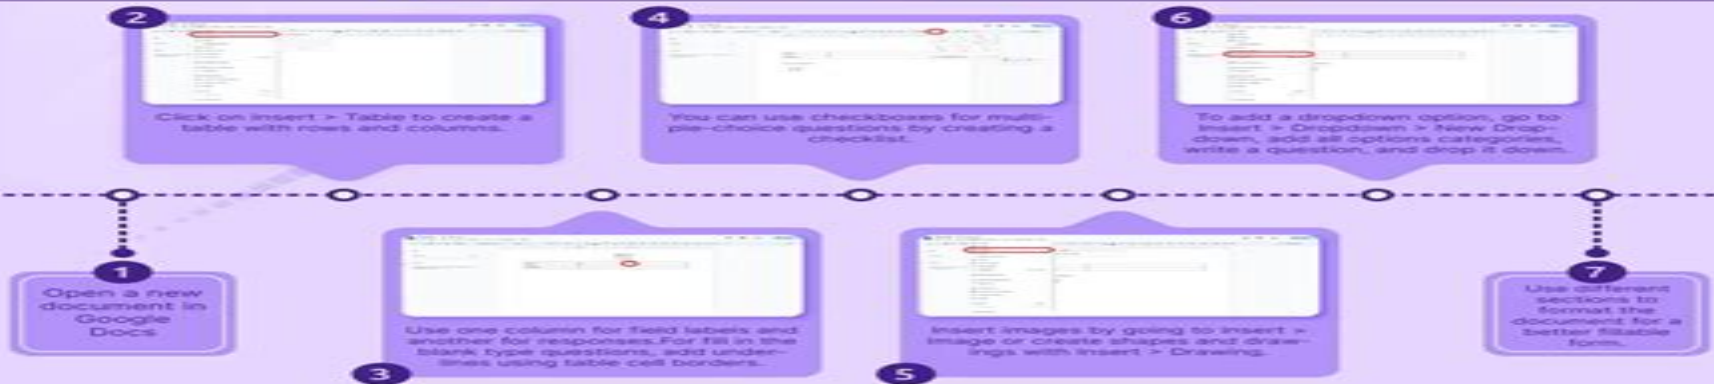 1
Open a new
document in
Google
Docs
2
Click on Insert > Table to create a
table with rows and columns.
3
Use one column for field labels and
another for responses.For fill in the
blank type questions, add under-
lines using table cell borders.
4
You can use checkboxes for multi-
ple-choice questions by creating a
checklist.
5
Insert images by going to Insert >
Image or create shapes and draw-
ings with Insert > Drawing.
6
To add a dropdown option, go to
Insert > Dropdown > New Drop-
down, add all options categories,
write a question, and drop it down.
7
Use different
sections to
format the
document for a
better fillable
form.